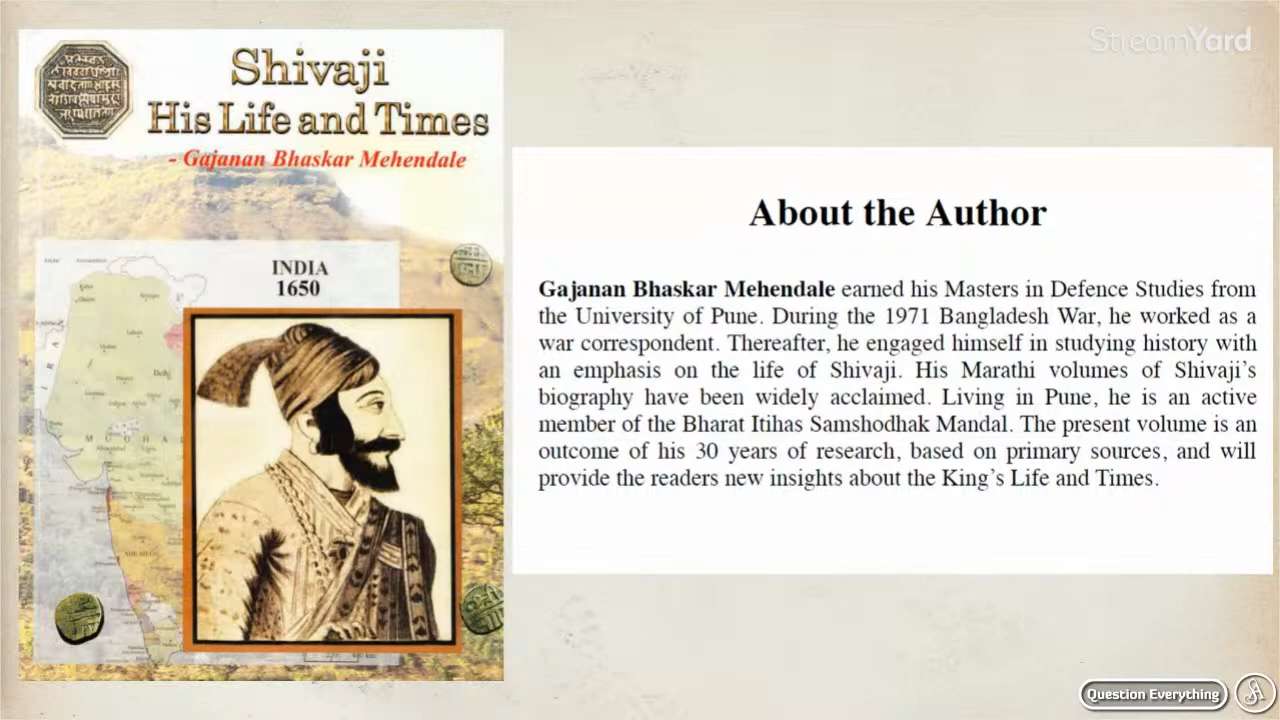 StreamYard
Shivaji
His Life and Times
- Gajanan Bhaskar Mehendale
INDIA
1650
Delhi
MUGHAL
About the Author
Gajanan Bhaskar Mehendale earned his Masters in Defence Studies from
the University of Pune. During the 1971 Bangladesh War, he worked as a
war correspondent. Thereafter, he engaged himself in studying history with
an emphasis on the life of Shivaji. His Marathi volumes of Shivaji's
biography have been widely acclaimed. Living in Pune, he is an active
member of the Bharat Itihas Samshodhak Mandal. The present volume is an
outcome of his 30 years of research, based on primary sources, and will
provide the readers new insights about the King's Life and Times.
Question Everything